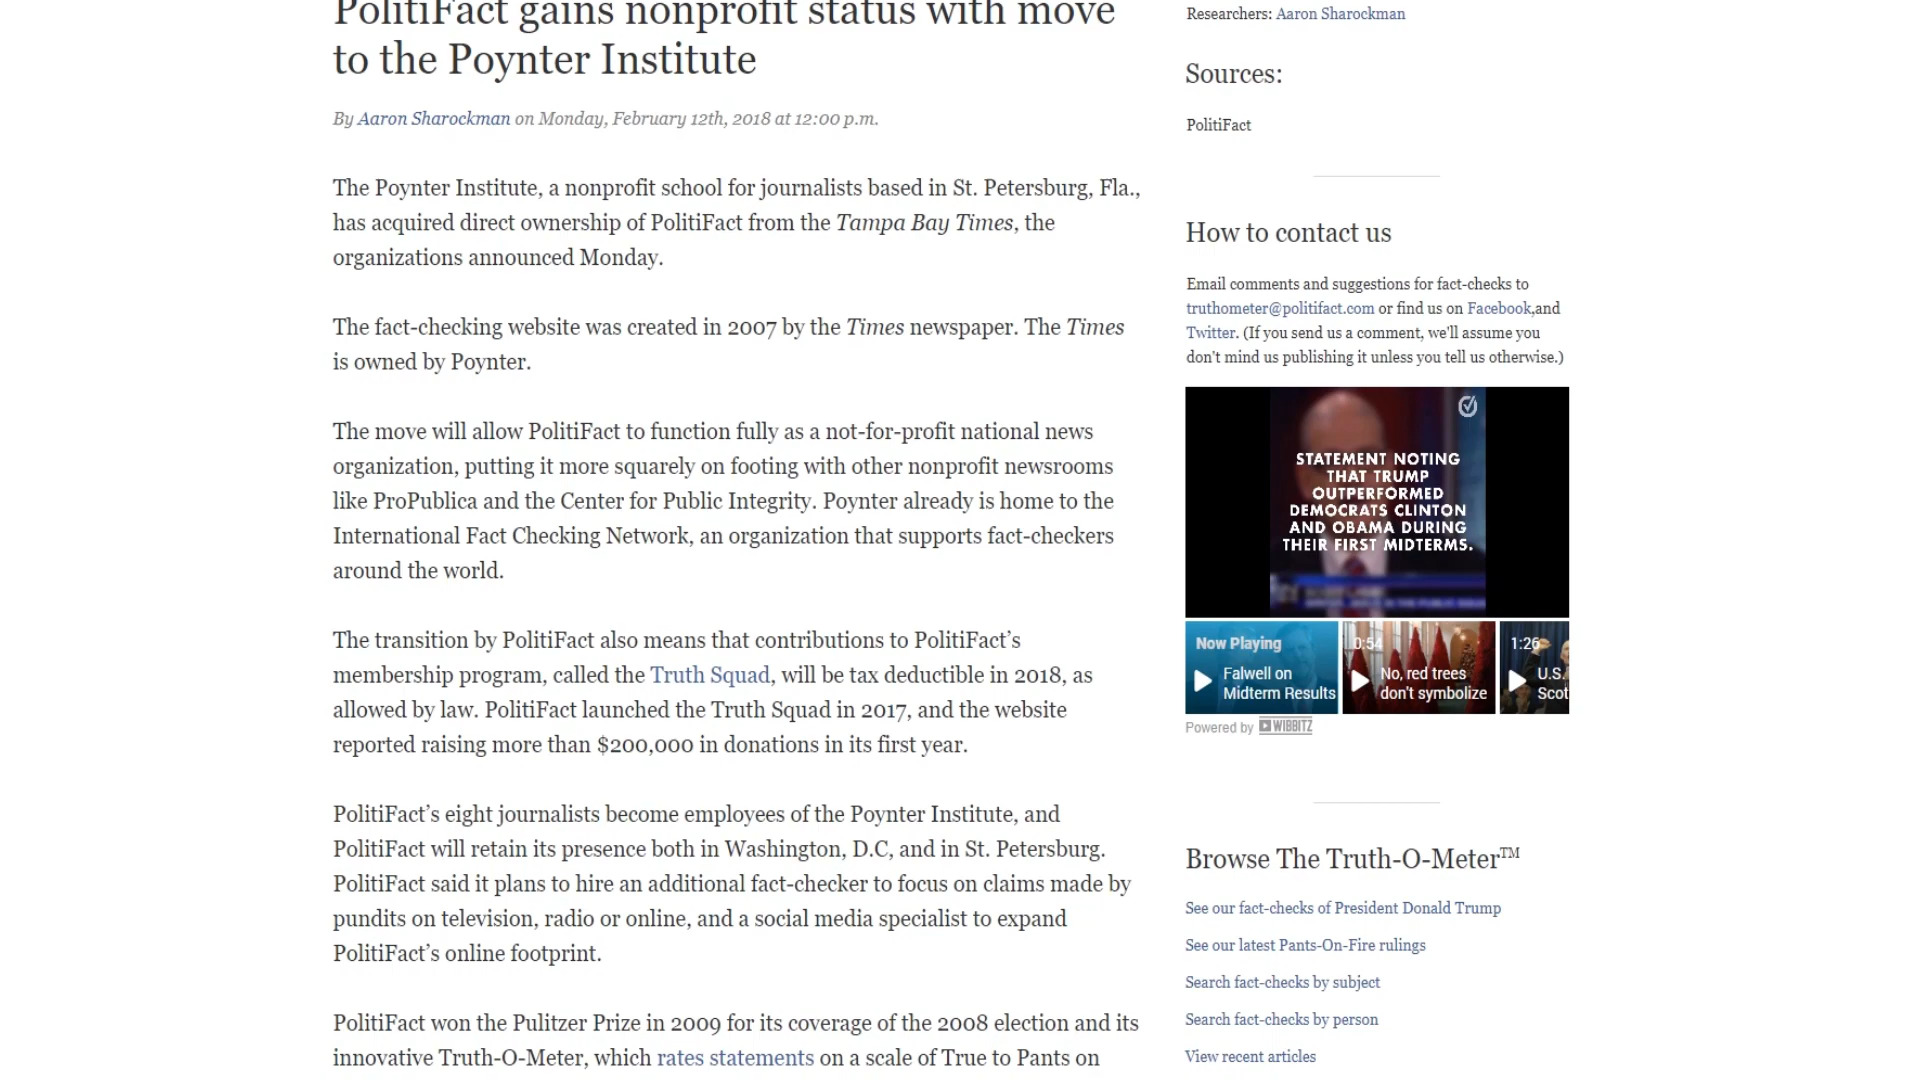 PolitiFact gains nonprofit status with move
to the Poynter Institute
By Aaron Sharockman on Monday, February 12th, 2018 at 12:00 p.m.
The Poynter Institute, a nonprofit school for journalists based in St. Petersburg, Fla.,
has acquired direct ownership of PolitiFact from the Tampa Bay Times, the
organizations announced Monday.
The fact-checking website was created in 2007 by the Times newspaper. The Times
is owned by Poynter.
The move will allow PolitiFact to function fully as a not-for-profit national news
organization, putting it more squarely on footing with other nonprofit newsrooms
like ProPublica and the Center for Public Integrity. Poynter already is home to the
International Fact Checking Network, an organization that supports fact-checkers
around the world.
The transition by PolitiFact also means that contributions to PolitiFact’s
membership program, called the Truth Squad, will be tax deductible in 2018, as
allowed by law. PolitiFact launched the Truth Squad in 2017, and the website
reported raising more than $200,000 in donations in its first year.
PolitiFact’s eight journalists become employees of the Poynter Institute, and
PolitiFact will retain its presence both in Washington, D.C, and in St. Petersburg.
PolitiFact said it plans to hire an additional fact-checker to focus on claims made by
pundits on television, radio or online, and a social media specialist to expand
PolitiFact’s online footprint.
PolitiFact won the Pulitzer Prize in 2009 for its coverage of the 2008 election and its
innovative Truth-O-Meter, which rates statements on a scale of True to Pants on
Researchers: Aaron Sharockman
Sources:
PolitiFact
How to contact us
Email comments and suggestions for fact-checks to
truthometer@politifact.com or find us on Facebook,and
Twitter. (If you send us a comment, we'll assume you
don't mind us publishing it unless you tell us otherwise.)
STATEMENT NOTING
THAT TRUMP
OUTPERFORMED
DEMOCRATS CLINTON
AND OBAMA DURING
THEIR FIRST MIDTERMS.
Now Playing
Falwell on
Midterm Results
0:54
No, red trees
don't symbolize
1:26
U.S.
Scot
Powered by WIBBITZ
Browse The Truth-O-Meter™
See our fact-checks of President Donald Trump
See our latest Pants-On-Fire rulings
Search fact-checks by subject
Search fact-checks by person
View recent articles